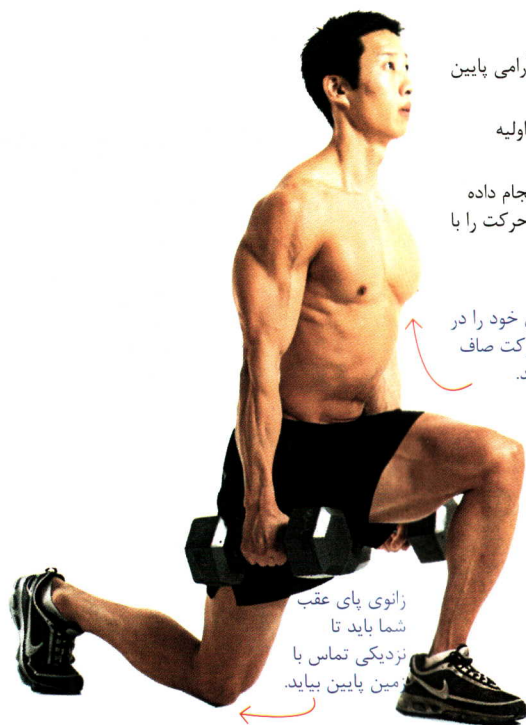 رامی پایین
اولیه
جام داده
حرکت را با
خود را در
کت صاف
د.
زانوی پای عقب
شما باید تا
نزدیکی تماس با
زمین پایین بیاید.